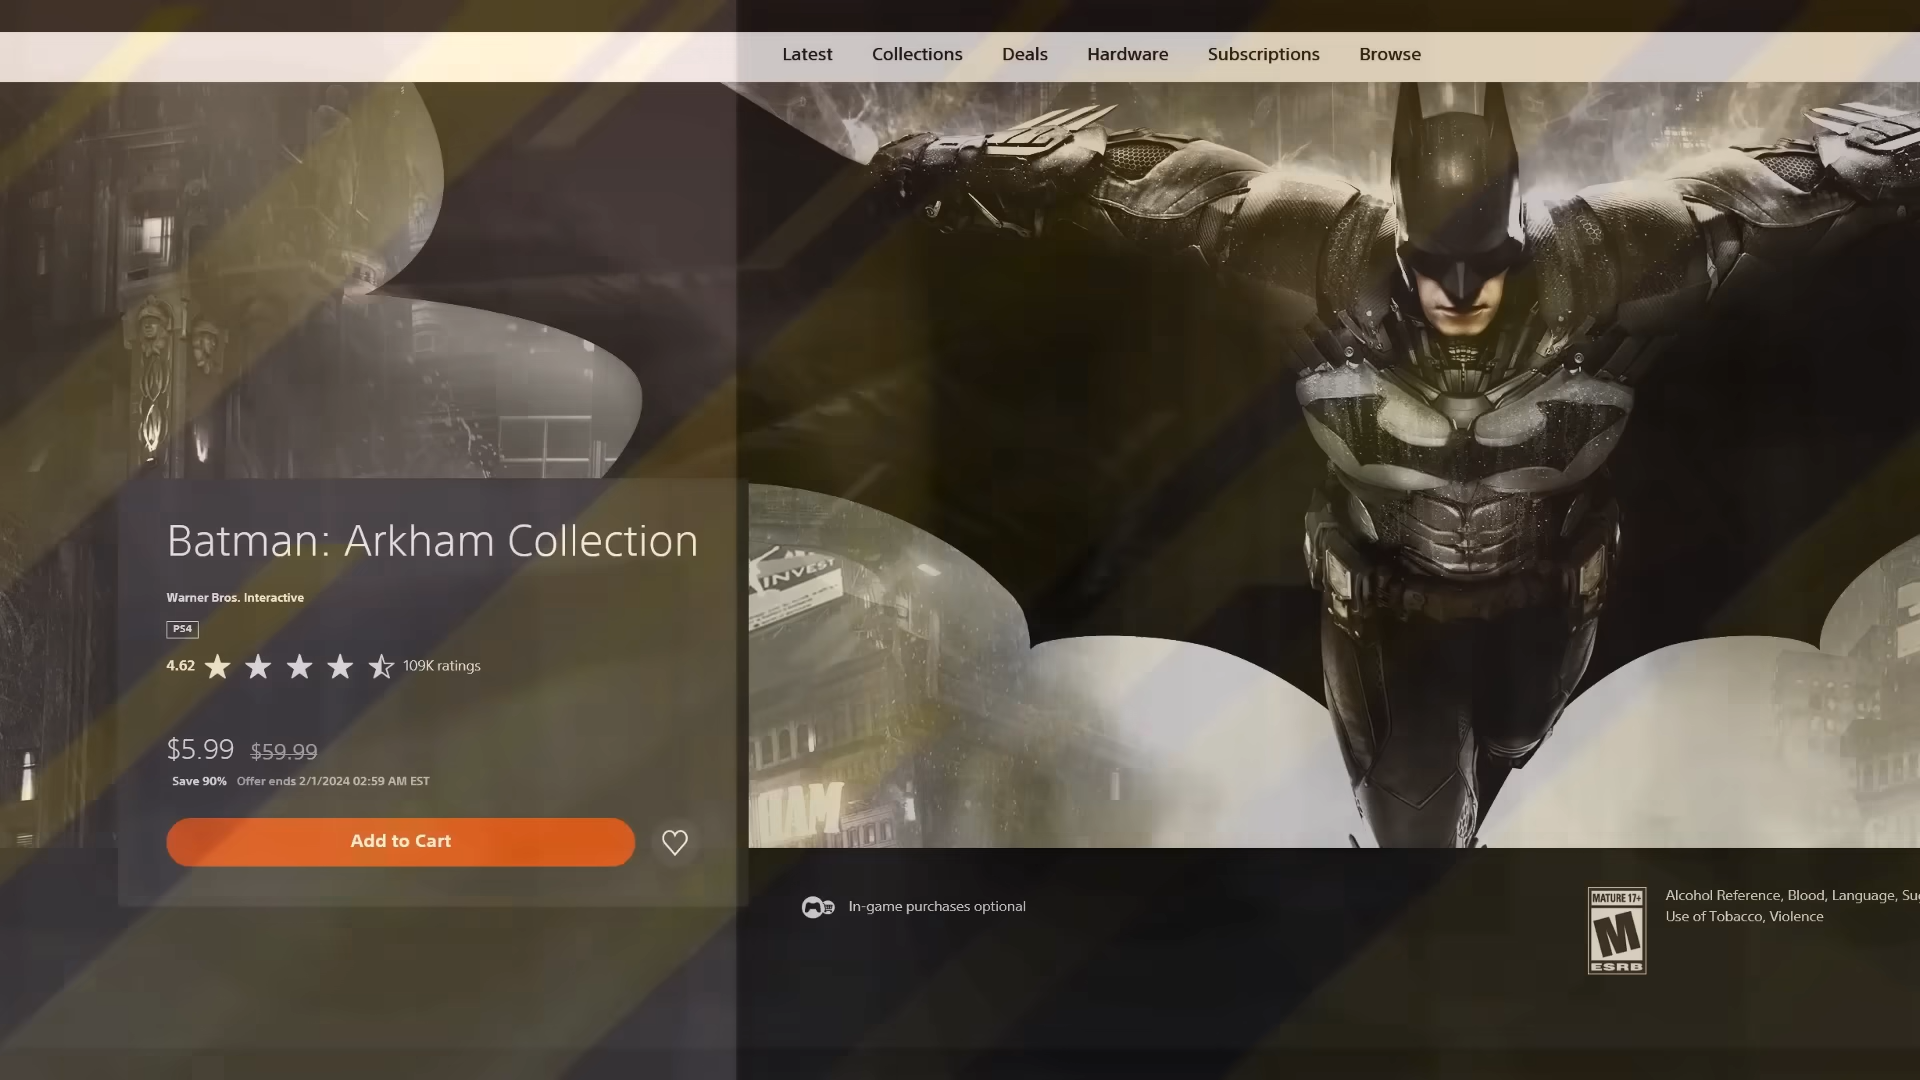 Latest Collections Deals Hardware Subscriptions Browse
Batman: Arkham Collection
Warner Bros. Interactive
PS4
4.62 109K ratings
$5.99 $59.99
Save 90% Offer ends 2/1/2024 02:59 AM EST
Add to Cart
INVEST
HAM
In-game purchases optional
MATURE 17+
M
ESRB
Alcohol Reference, Blood, Language,
Use of Tobacco, Violence